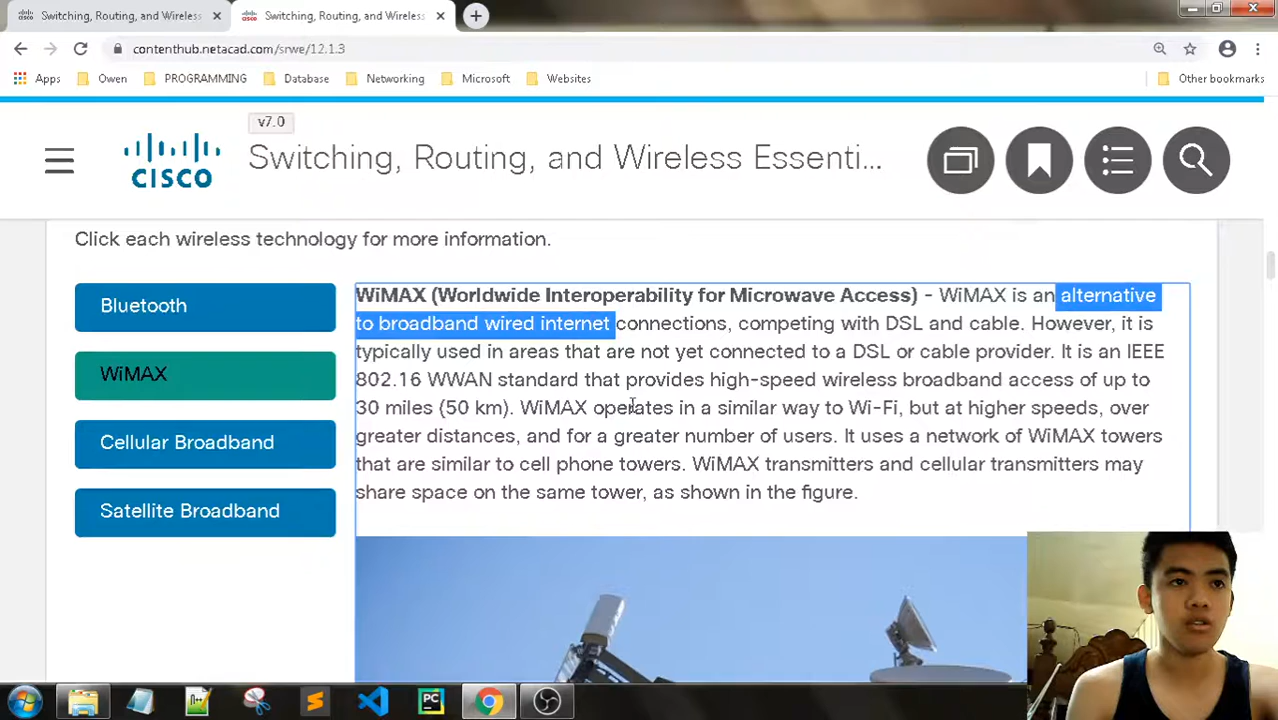 Switching, Routing, and Wireless
Switching, Routing, and Wireless
contenthub.netacad.com/srwe/12.1.3
Apps
Owen
PROGRAMMING
Database
Networking
Microsoft
Websites
Other bookmarks
v7.0
CISCO
Switching, Routing, and Wireless Essenti...
Click each wireless technology for more information.
Bluetooth
WiMAX
Cellular Broadband
Satellite Broadband
WiMAX (Worldwide Interoperability for Microwave Access) - WiMAX is an alternative
to broadband wired internet connections, competing with DSL and cable. However, it is
typically used in areas that are not yet connected to a DSL or cable provider. It is an IEEE
802.16 WWAN standard that provides high-speed wireless broadband access of up to
30 miles (50 km). WiMAX operates in a similar way to Wi-Fi, but at higher speeds, over
greater distances, and for a greater number of users. It uses a network of WiMAX towers
that are similar to cell phone towers. WiMAX transmitters and cellular transmitters may
share space on the same tower, as shown in the figure.
PC